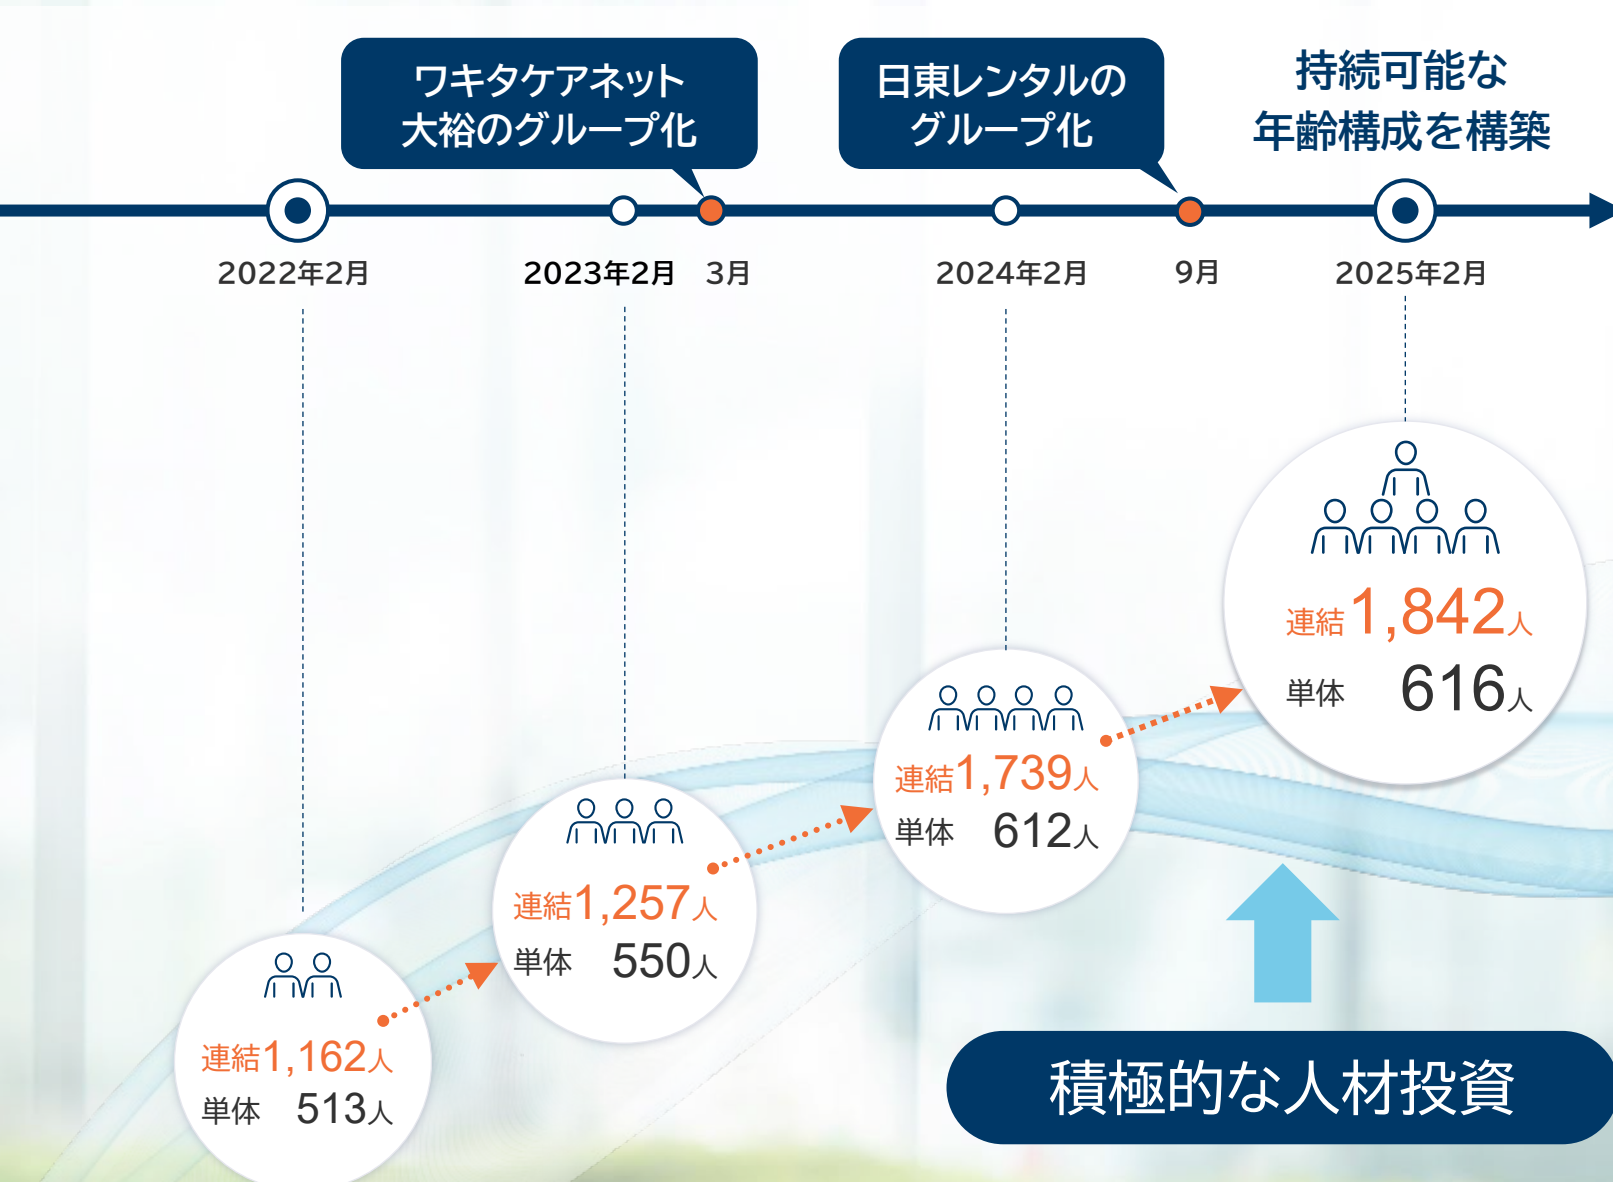 ワキタケアネット
大裕のグループ化
日東レンタルの
グループ化
持続可能な
年齢構成を構築
2022年2月
2023年2月
3月
2024年2月
9月
2025年2月
連結1,842人
単体 616人
連結1,739人
単体 612人
連結1,257人
単体 550人
連結1,162人
単体 513人
積極的な人材投資